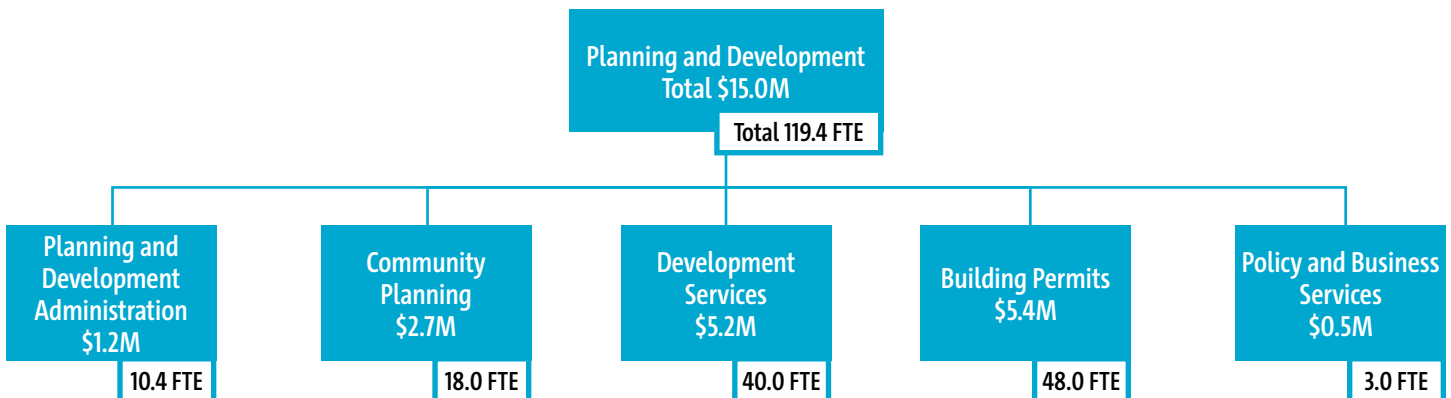 Planning and Development
Total $15.0M
Total 119.4 FTE
Planning and
Development
Administration
$1.2M
10.4 FTE
Community
Planning
$2.7M
18.0 FTE
Development
Services
$5.2M
40.0 FTE
Building Permits
$5.4M
48.0 FTE
Policy and Business
Services
$0.5M
3.0 FTE